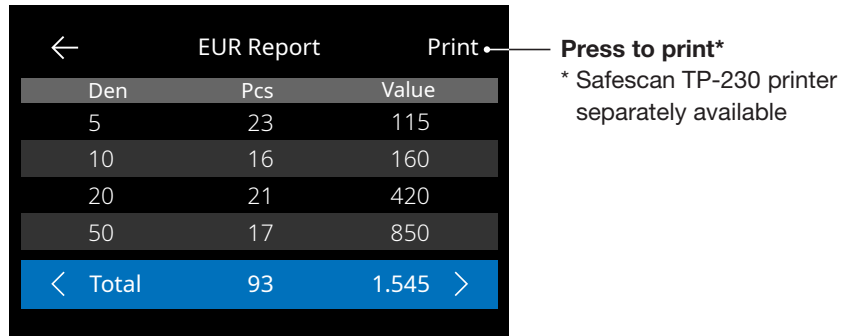 EUR Report Print
Den Pcs Value
5 23 115
10 16 160
20 21 420
50 17 850
Total 93 1.545
Press to print*
* Safescan TP-230 printer
separately available